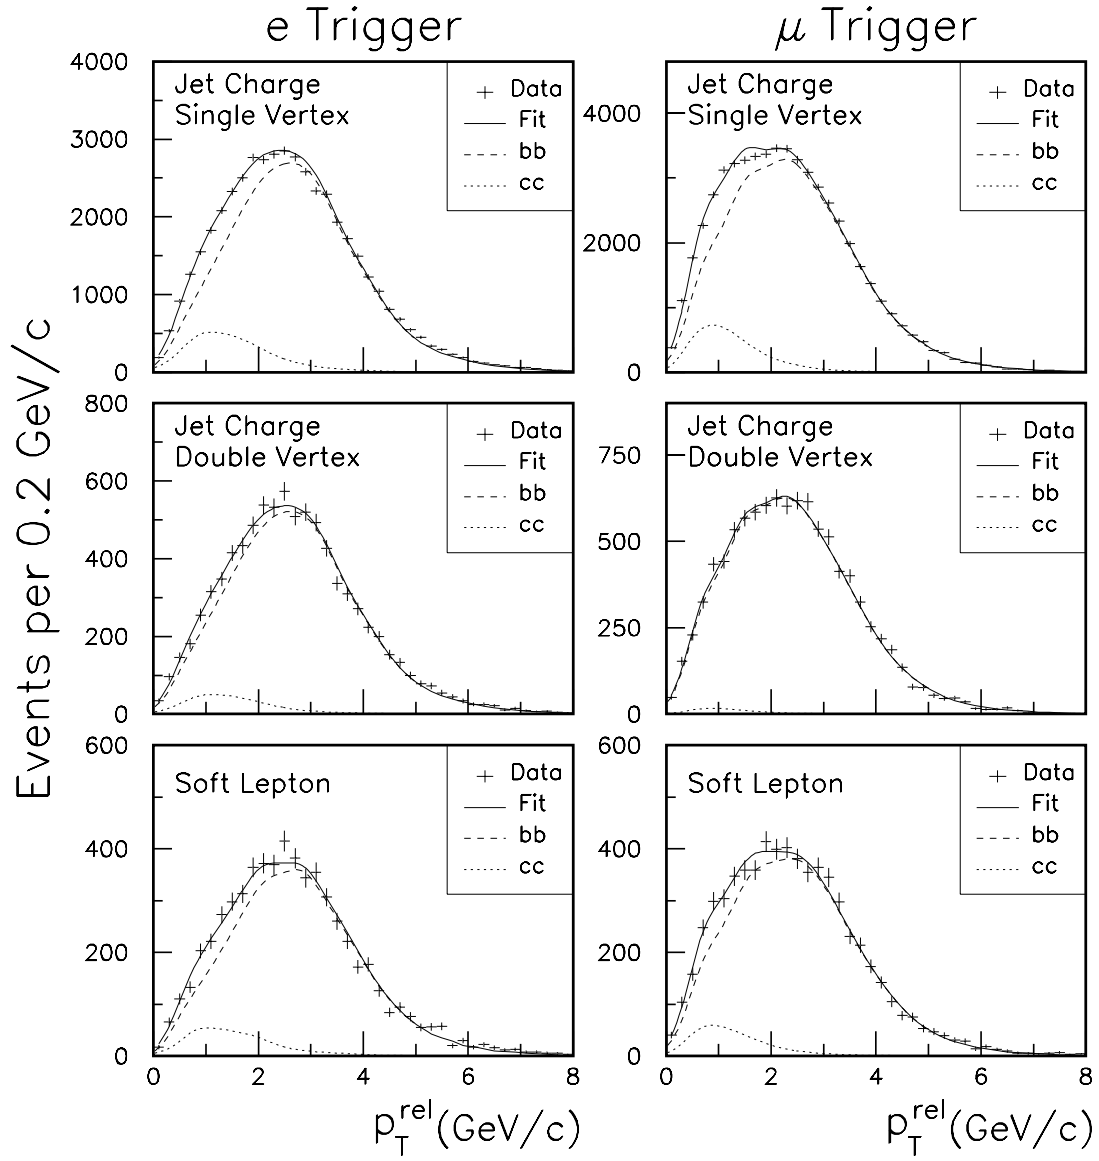 e Trigger
μ Trigger
Events per 0.2 GeV/c
Jet Charge
Single Vertex
Data
Fit
bb
cc
4000
3000
2000
1000
0
Jet Charge
Single Vertex
Data
Fit
bb
cc
4000
2000
0
Jet Charge
Double Vertex
Data
Fit
bb
cc
800
600
400
200
0
Jet Charge
Double Vertex
Data
Fit
bb
cc
750
500
250
0
Soft Lepton
Data
Fit
bb
cc
600
400
200
0
0 2 4 6 8
p_T^rel (GeV/c)
Soft Lepton
Data
Fit
bb
cc
600
400
200
0
0 2 4 6 8
p_T^rel (GeV/c)